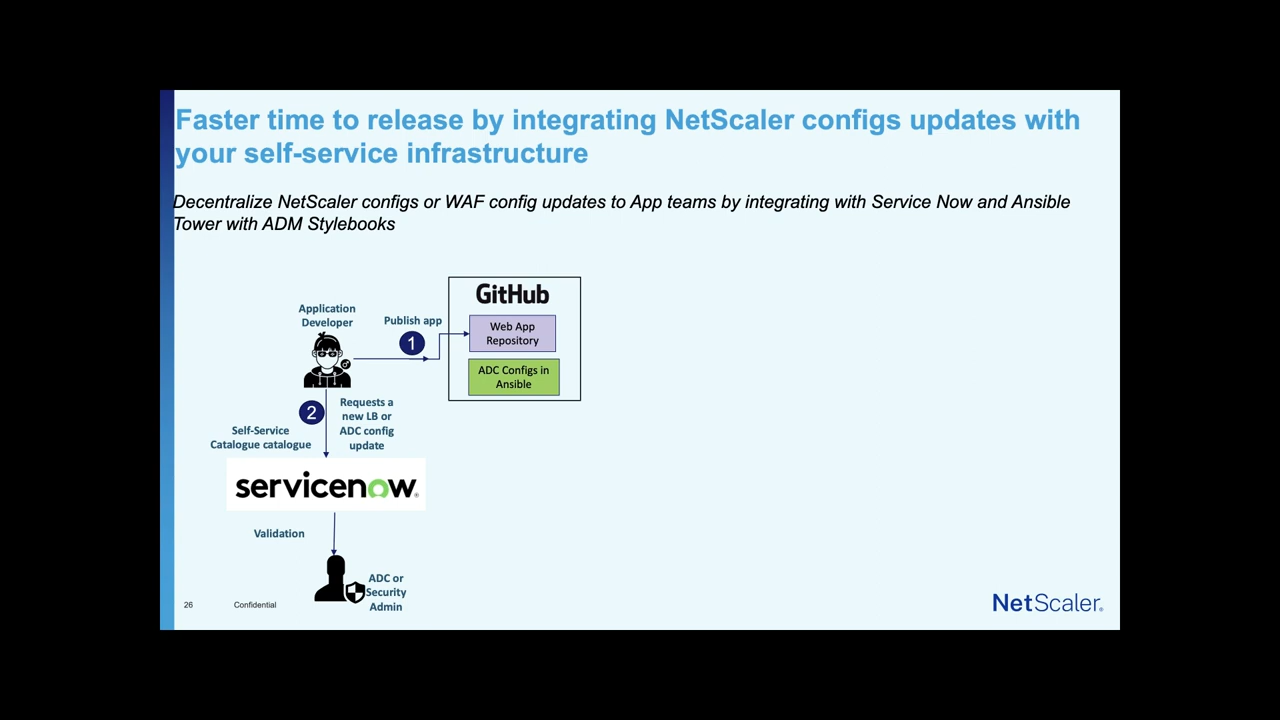 Faster time to release by integrating NetScaler configs updates with
your self-service infrastructure
Decentralize NetScaler configs or WAF config updates to App teams by integrating with Service Now and Ansible
Tower with ADM Stylebooks
Application
Developer
Publish app
1
GitHub
Web App
Repository
ADC Configs in
Ansible
2
Requests a
new LB or
ADC config
update
Self-Service
Catalogue catalogue
servicenow®
Validation
ADC or
Security
Admin
26
Confidential
NetScaler®